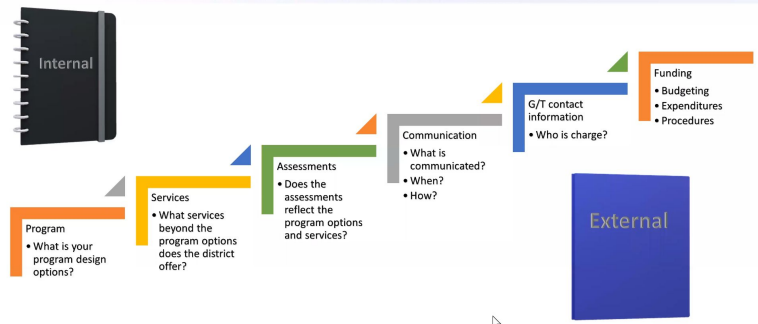 Internal
Program
• What is your
program design
options?
Services
• What services
beyond the
program options
does the district
offer?
Assessments
• Does the
assessments
reflect the
program options
and services?
Communication
• What is
communicated?
• When?
• How?
G/T contact
information
• Who is charge?
Funding
• Budgeting
• Expenditures
• Procedures
External